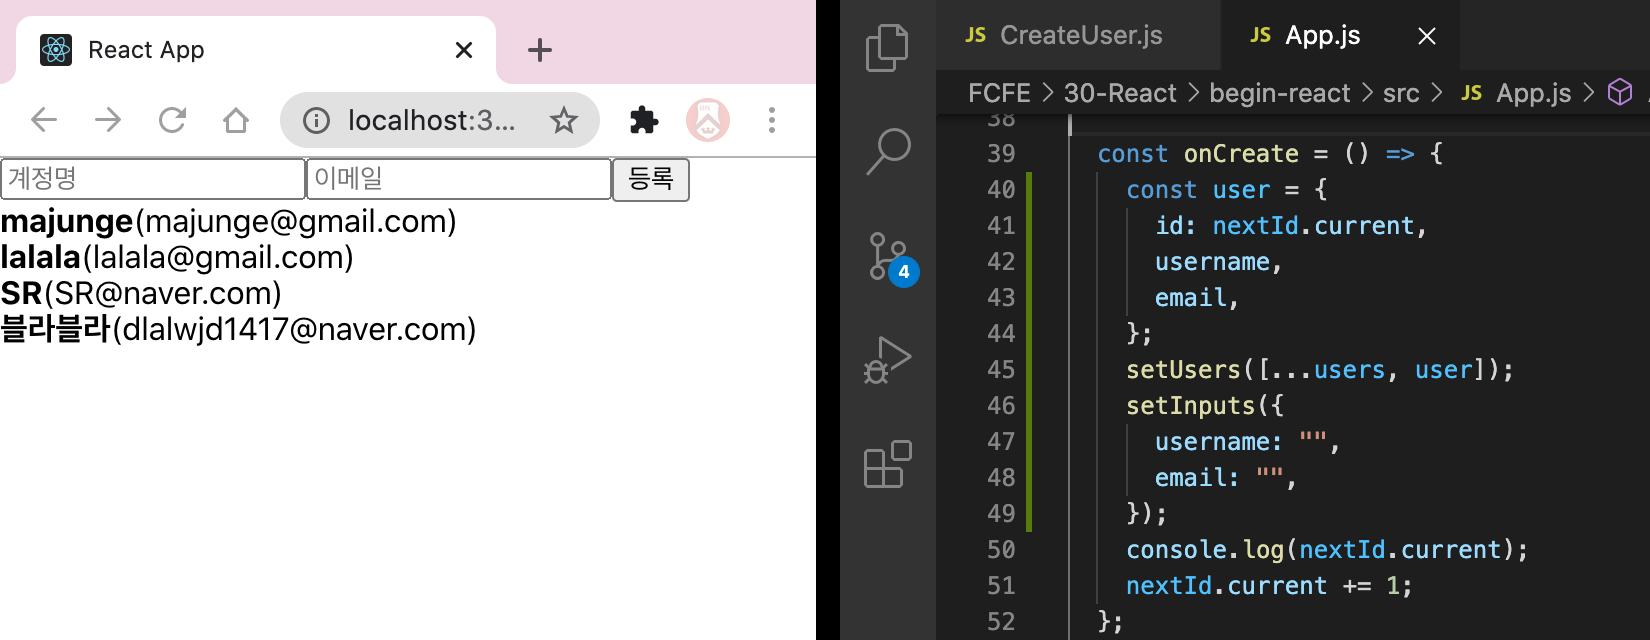 React App
localhost:3...
계정명 이메일 등록
majunge(majunge@gmail.com)
lalala(lalala@gmail.com)
SR(SR@naver.com)
블라블라(dlalwjd1417@naver.com)
JS CreateUser.js JS App.js
FCFE > 30-React > begin-react > src > JS App.js >
4
38
39 const onCreate = () => {
40 const user = {
41 id: nextId.current,
42 username,
43 email,
44 };
45 setUsers([...users, user]);
46 setInputs({
47 username: "",
48 email: "",
49 });
50 console.log(nextId.current);
51 nextId.current += 1;
52 };